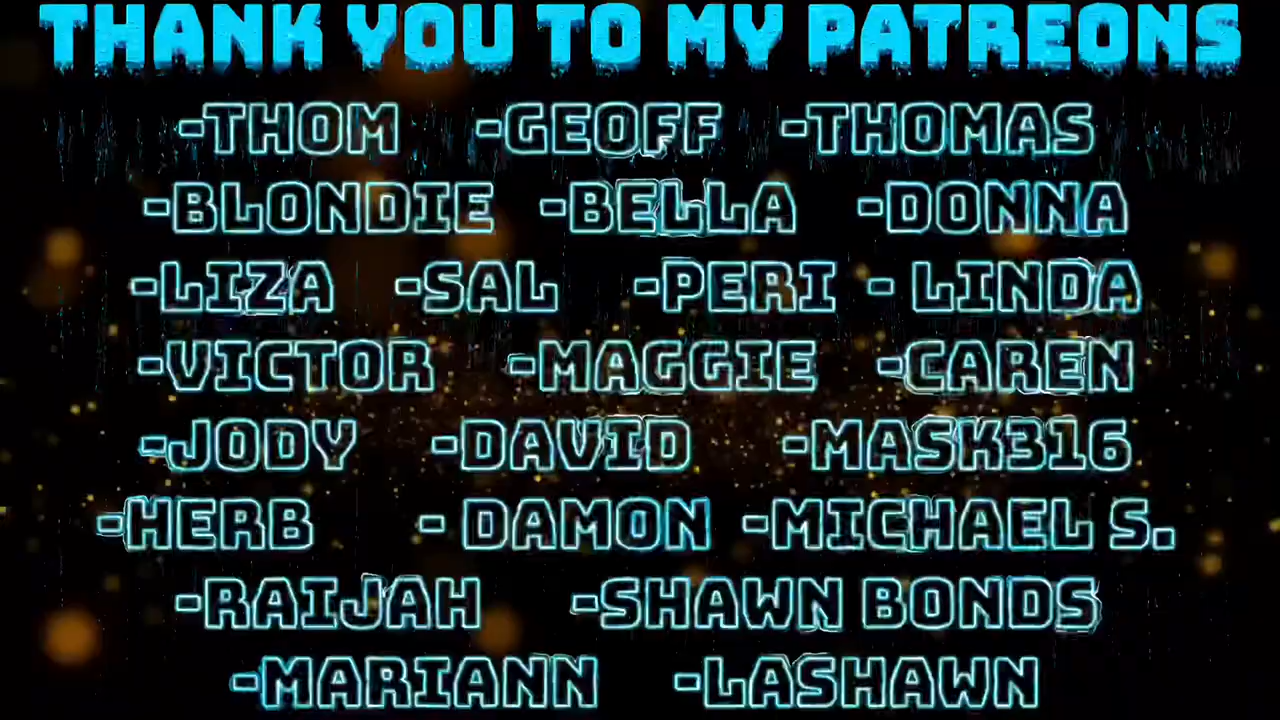 THANK YOU TO MY PATREONS
-THOM -GEOFF -THOMAS
-BLONDIE -BELLA -DONNA
-LIZA -SAL -PERI - LINDA
-VICTOR -MAGGIE -CAREN
-JODY -DAVID -MASK316
-HERB - DAMON -MICHAEL S.
-RAIJAH -SHAWN BONDS
-MARIANN -LASHAWN